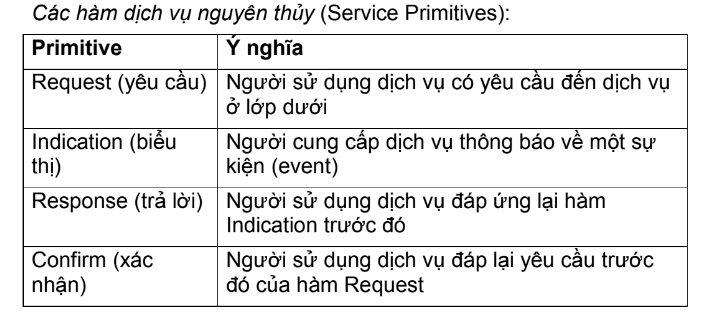 Các hàm dịch vụ nguyên thủy (Service Primitives):
Primitive
Ý nghĩa
Request (yêu cầu)
Người sử dụng dịch vụ có yêu cầu đến dịch vụ
ở lớp dưới
Indication (biểu
thị)
Người cung cấp dịch vụ thông báo về một sự
kiện (event)
Response (trả lời)
Người sử dụng dịch vụ đáp ứng lại hàm
Indication trước đó
Confirm (xác
nhận)
Người sử dụng dịch vụ đáp lại yêu cầu trước
đó của hàm Request